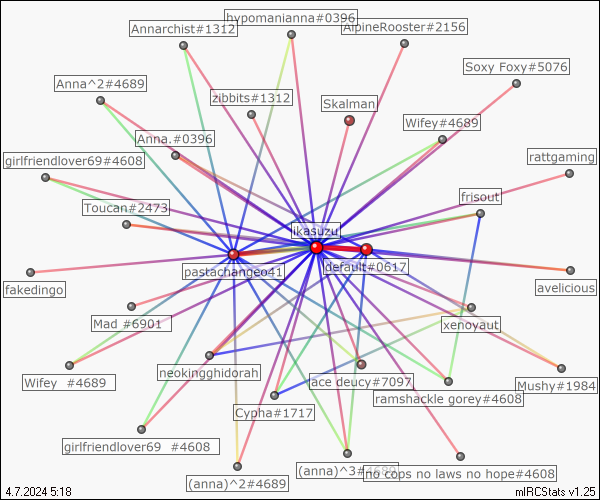 hypomanianna#0396
Annarchist#1312
AlpineRooster#2156
Soxy Foxy#5076
Anna^2#4689
zibbits#1312
Skalman
Wifey#4689
Anna.#0396
girlfriendlover69#4608
rattgaming
frisout
Toucan#2473
ikasuzu
default#0617
pastachangeo41
fakedingo
avelicious
Mad #6901
xenoyaut
neokingghidorah
Wifey #4689
ace deucy#7097
Mushy#1984
ramshackle gorey#4608
Cypha#1717
girlfriendlover69 #4608
(anna)^3#4689
no cops no laws no hope#4608
(anna)^2#4689
4.7.2024 5:18
mIRCStats v1.25